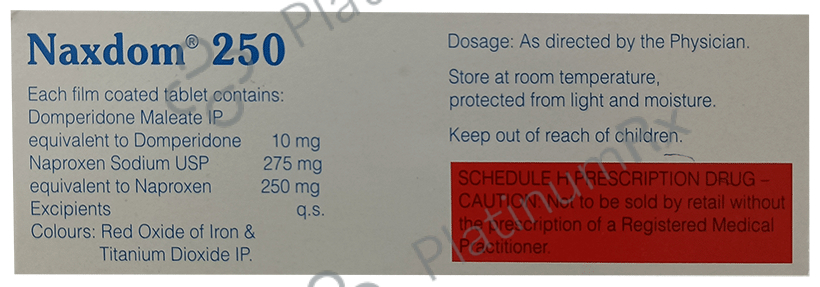 Naxdom® 250
Each film coated tablet contains:
Domperidone Maleate IP
equivalent to Domperidone 10 mg
Naproxen Sodium USP 275 mg
equivalent to Naproxen 250 mg
Excipients q.s.
Colours: Red Oxide of Iron &
Titanium Dioxide IP.
Dosage: As directed by the Physician.
Store at room temperature,
protected from light and moisture.
Keep out of reach of children.
SCHEDULE H PRESCRIPTION DRUG –
CAUTION: Not to be sold by retail without
the prescription of a Registered Medical
Practitioner.
PlatinumRx